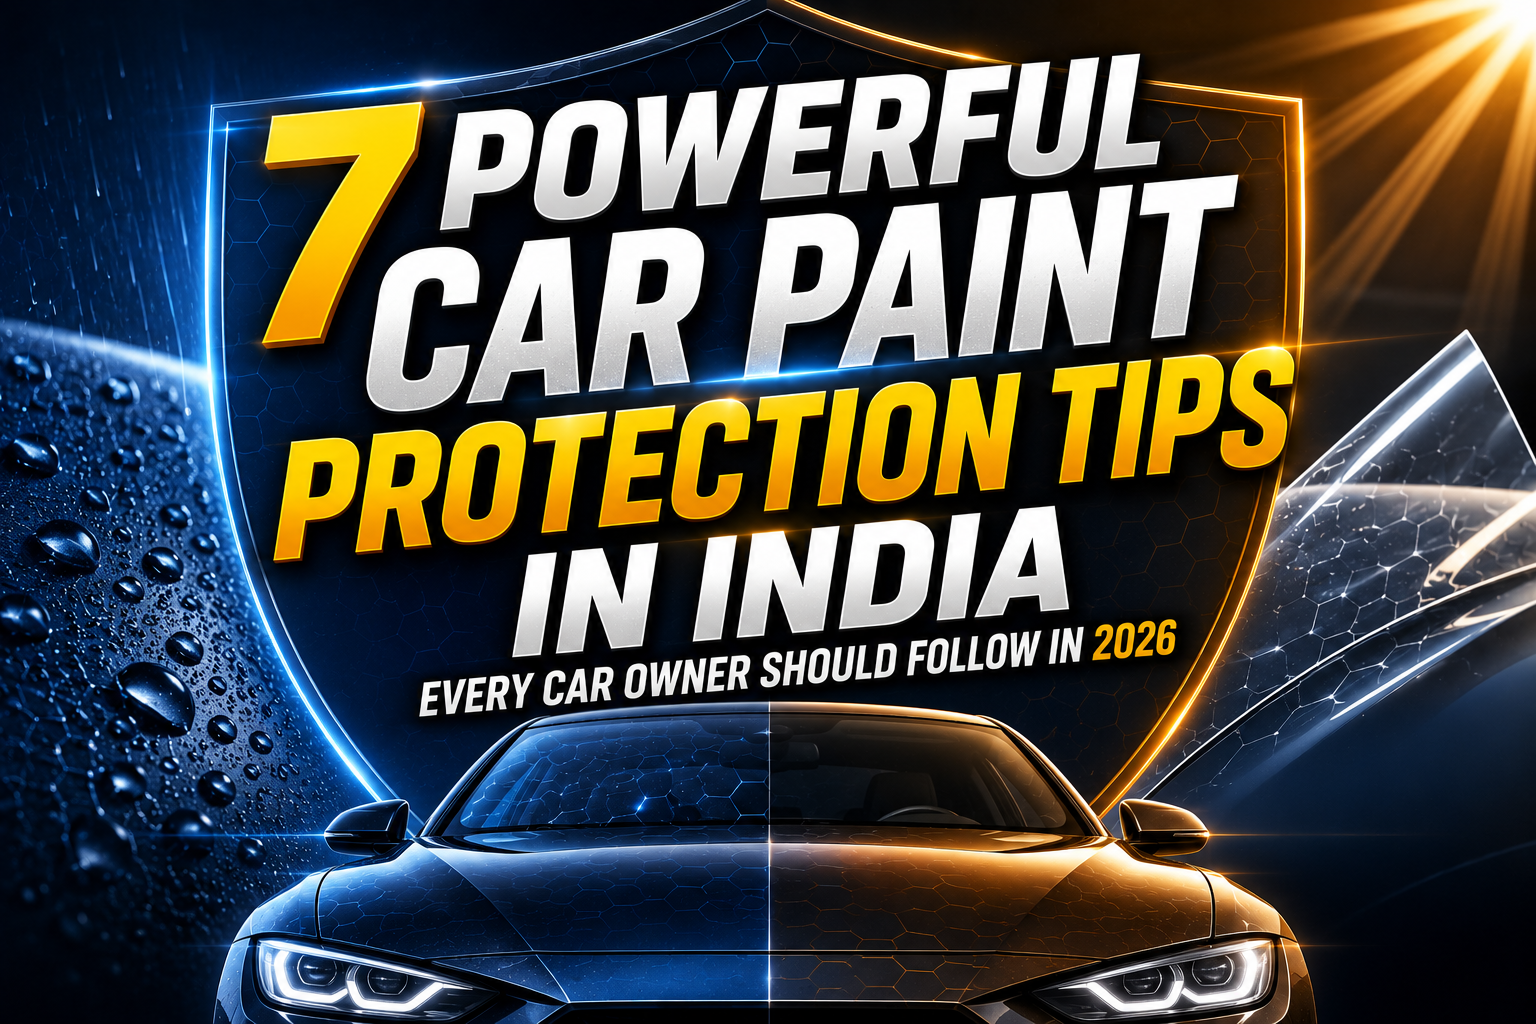 7 POWERFUL
CAR PAINT
PROTECTION TIPS
IN INDIA
EVERY CAR OWNER SHOULD FOLLOW IN 2026